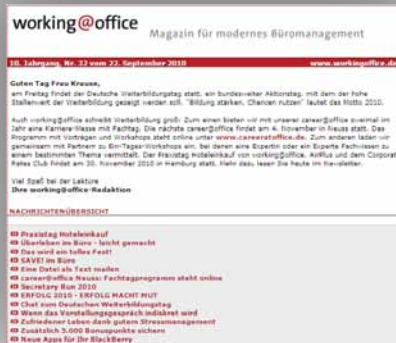 working@office
Magazin für modernes Büromanagement
10. Jahrgang, Nr. 32 vom 22. September 2010 www.workingoffice.de
Guten Tag Frau Krause,
am Freitag findet der Deutsche Weiterbildungstag statt, ein bundesweiter Aktionstag, mit dem der hohe
Stellenwert der Weiterbildung gezeigt werden soll. "Bildung stärken. Chancen nutzen" lautet das Motto 2010.
Auch working@office schreibt Weiterbildung groß: Zum einen bieten wir mit unserer career@office zweimal im
Jahr eine Karriere-Messe mit Fachtag. Die nächste career@office findet am 4. November in Neuss statt. Das
Programm mit Vorträgen und Workshops steht online unter www.careeratoffice.de. Zum anderen laden wir
gemeinsam mit Partnern zu Ein-Tages-Workshops ein, bei denen eine Expertin oder ein Experte Fachwissen zu
einem bestimmten Thema vermittelt. Der Praxistag Hoteleinkauf von working@office, AirPlus und dem Corporate
Rates Club findet am 30. November 2010 in Hamburg statt. Mehr dazu lesen Sie heute im Newsletter.
Viel Spaß bei der Lektüre
Ihre working@office-Redaktion
NACHRICHTENÜBERSICHT
Praxistag Hoteleinkauf
Überleben im Büro - leicht gemacht
Das wird ein tolles Fest!
SAVE! im Büro
Eine Datei als Text mailen
career@office Neuss: Fachtagprogramm steht online
Secretary Run 2010
ERFOLG 2010 - ERFOLG MACHT MUT
Chat zum Deutschen Weiterbildungstag
Wenn das Vorstellungsgespräch indiskret wird
Zufriedener Leben dank gutem Stressmanagement
Zusätzlich 5.000 Bonuspunkte sichern
Neue Apps für Ihr BlackBerry